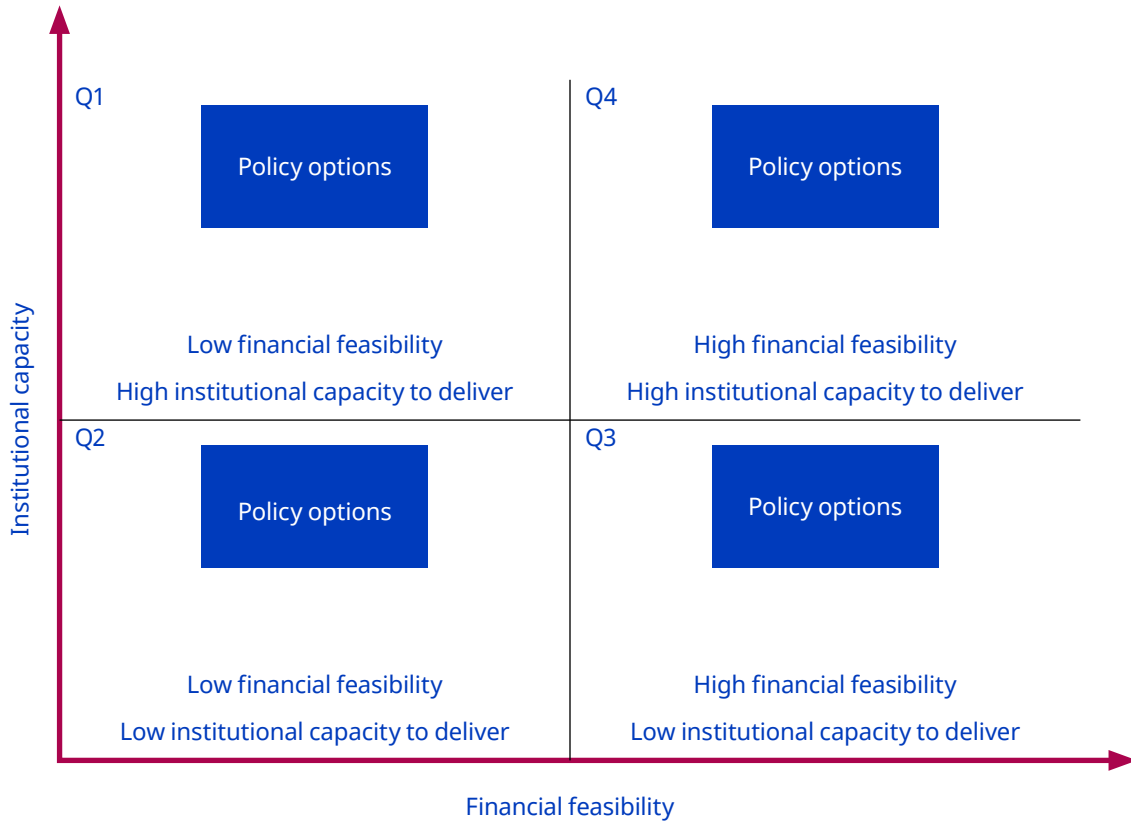 Q1
Policy options
Low financial feasibility
High institutional capacity to deliver
Q4
Policy options
High financial feasibility
High institutional capacity to deliver
Institutional capacity
Q2
Policy options
Low financial feasibility
Low institutional capacity to deliver
Q3
Policy options
High financial feasibility
Low institutional capacity to deliver
Financial feasibility